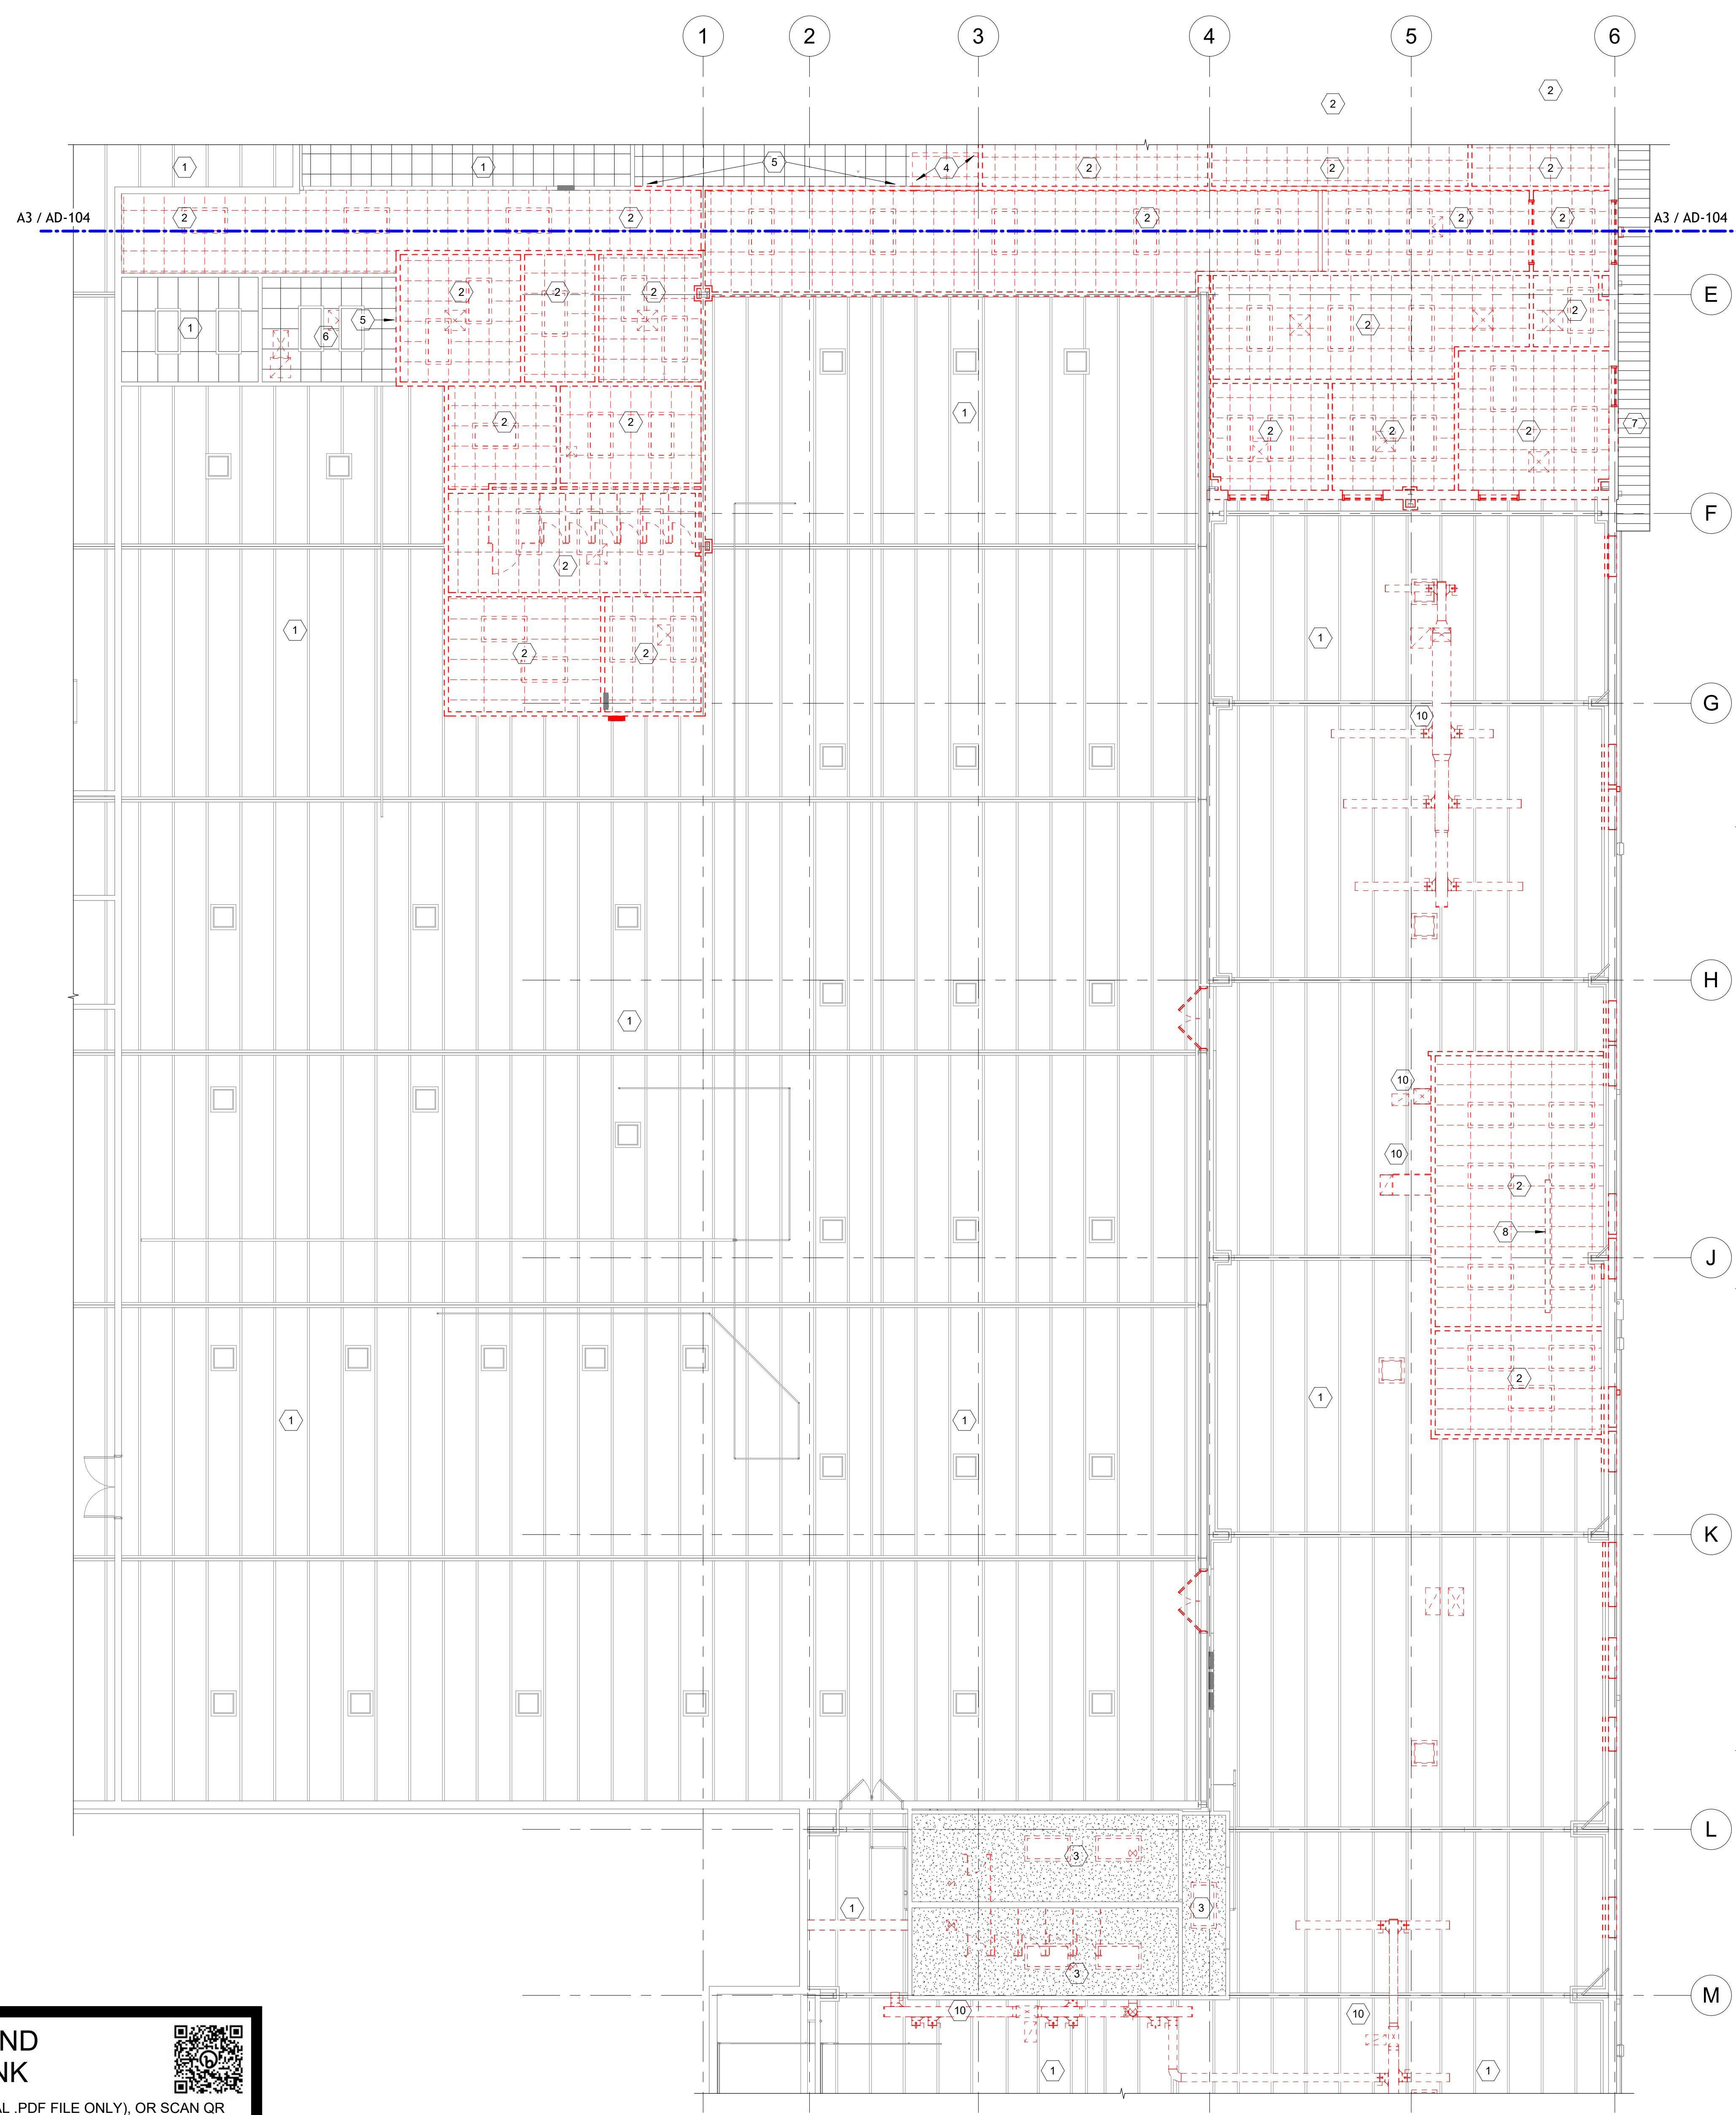 1 2 3 4 5 6
2 2
1 1 5 4 2 2 2
A3 / AD-104 2 2 2 2 2 A3 / AD-104
2 2 2 E
1 6 5 2 2
1 2 2 2 2 2 7
F
2
1 1
2 2
G
10
H
1
10
10
2
8
J
2
1 1 1
K
L
3
1 3
3
10 10 M
1 1
ND
NK
AL .PDF FILE ONLY), OR SCAN QR